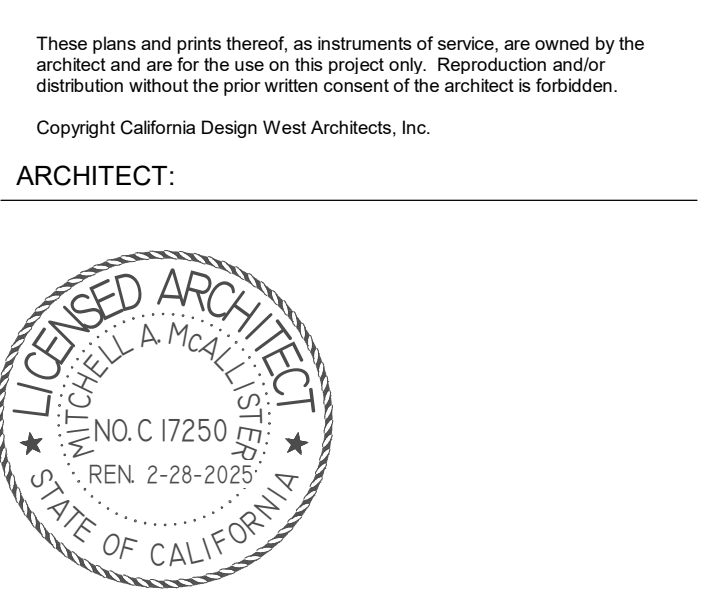 These plans and prints thereof, as instruments of service, are owned by the
architect and are for the use on this project only.  Reproduction and/or
distribution without the prior written consent of the architect is forbidden.
Copyright California Design West Architects, Inc.
ARCHITECT:
LICENSED ARCHITECT
MITCHELL A. McALLISTER
NO. C 17250
REN. 2-28-2025
STATE OF CALIFORNIA